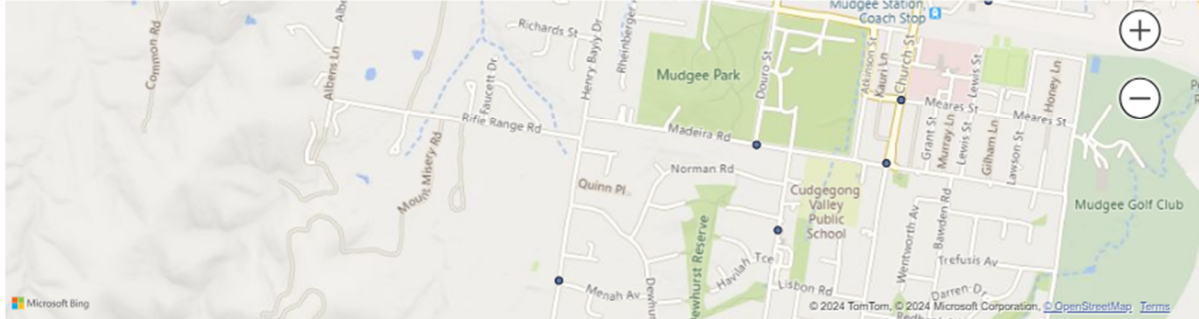 Mudgee Station,
Coach Stop
Common Rd
Albens Ln
Richards St
Henry Bayly Dr
Rheinberger
Mudgee Park
Douro St
Atkinson St
Kauri Ln
Church St
Lewis St
Honey Ln
Faucett Dr
Rifle Range Rd
Madeira Rd
Meares St
Meares St
Grant St
Murray Ln
Lewis St
Gilham Ln
Lawson St
Mount Misery Rd
Norman Rd
Quinn Pl
Cudgegong
Valley
Public
School
Mudgee Golf Club
Wentworth Av
Bawden Rd
ewhurst Reserve
Havilah Tce
Trefusis Av
Menah Av
Dewhu
Lisbon Rd
Darren Dr
Microsoft Bing
© 2024 TomTom, © 2024 Microsoft Corporation, © OpenStreetMap Terms